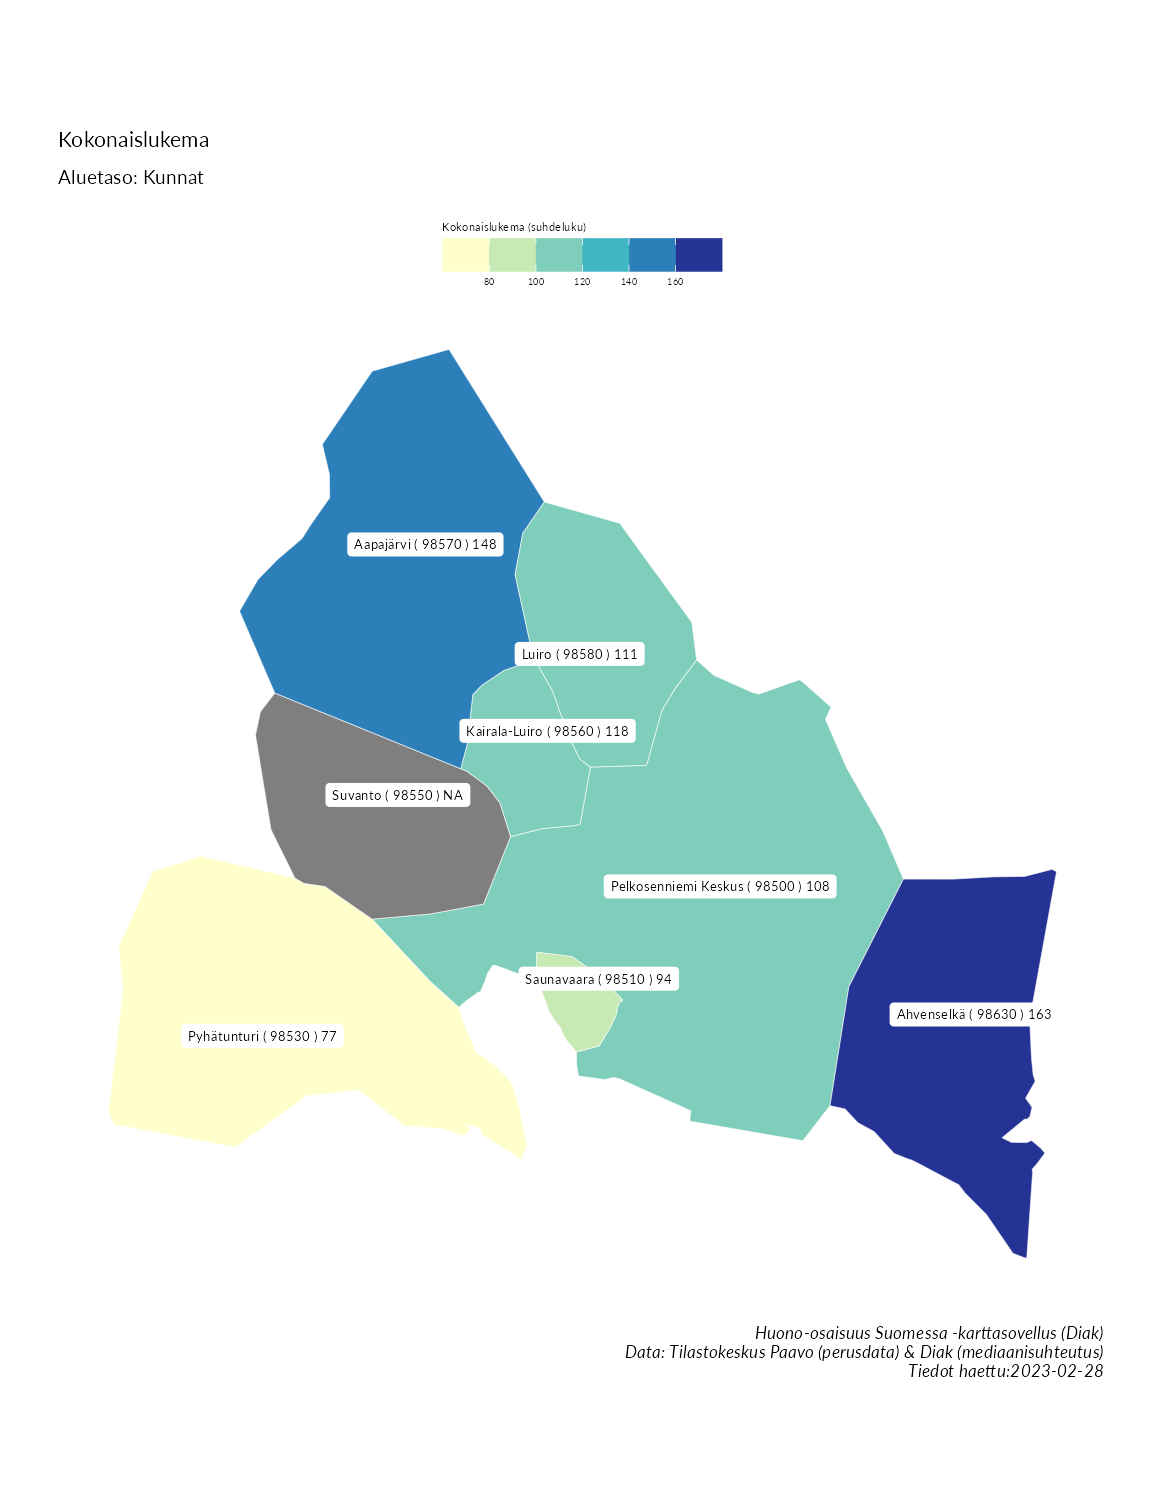 Kokonaislukema
Aluetaso: Kunnat
Kokonaislukema (suhdeluku)
80 100 120 140 160
Aapajärvi ( 98570 ) 148
Luiro ( 98580 ) 111
Kairala-Luiro ( 98560 ) 118
Suvanto ( 98550 ) NA
Pelkosenniemi Keskus ( 98500 ) 108
Saunavaara ( 98510 ) 94
Ahvenselkä ( 98630 ) 163
Pyhätunturi ( 98530 ) 77
Huono-osaisuus Suomessa -karttasovellus (Diak)
Data: Tilastokeskus Paavo (perusdata) & Diak (mediaanisuhteutus)
Tiedot haettu:2023-02-28